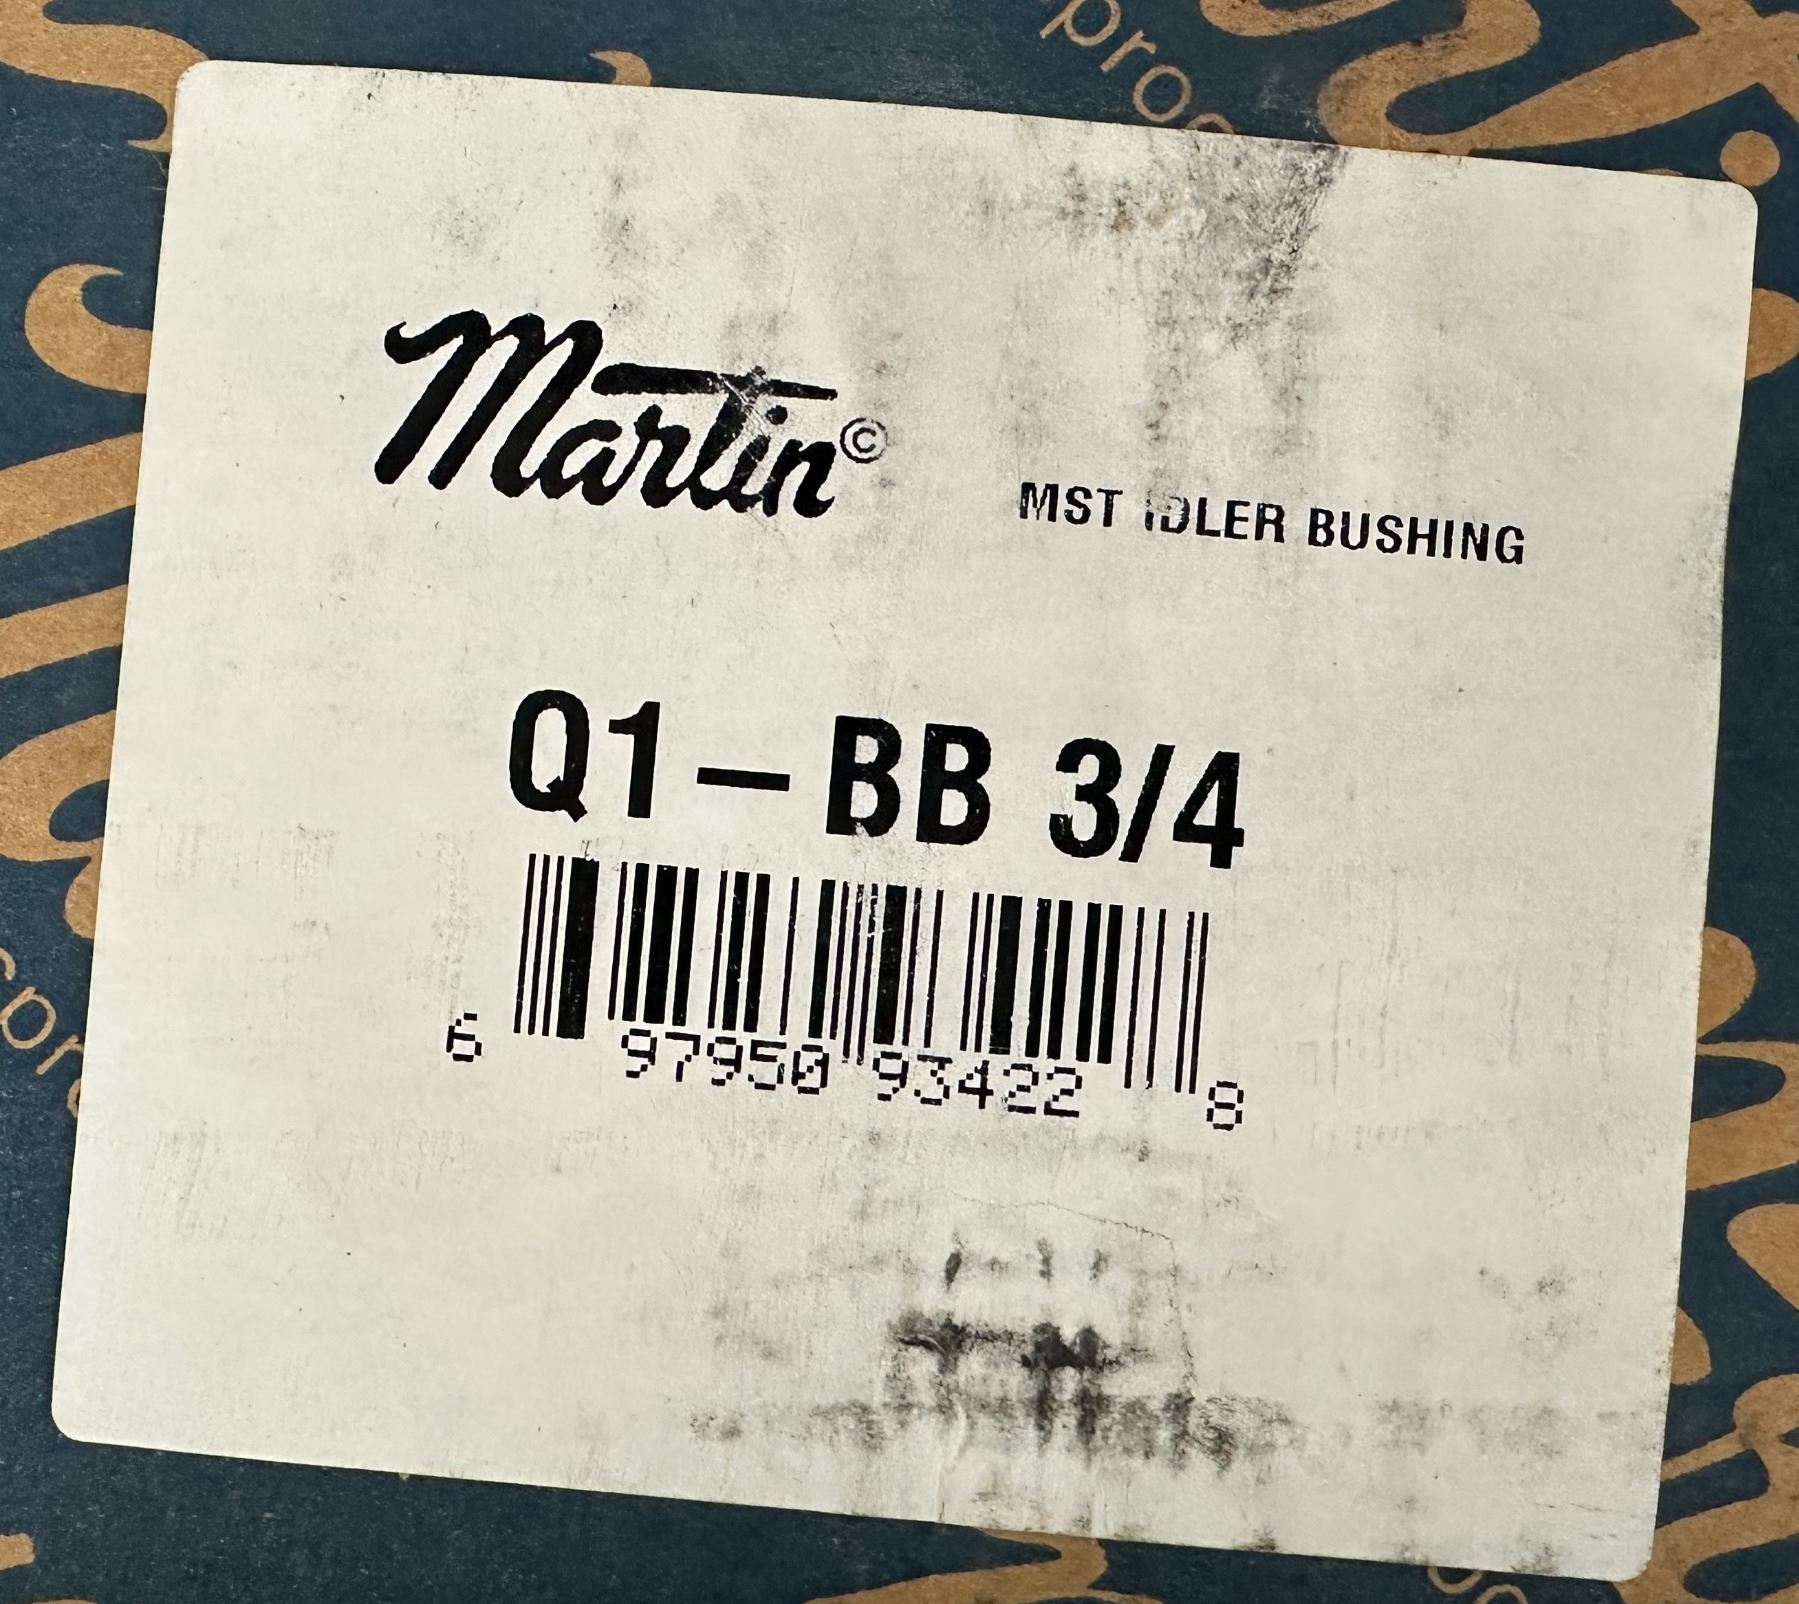 Martin©
MST IDLER BUSHING
Q1-BB 3/4
6 97950 93422 8